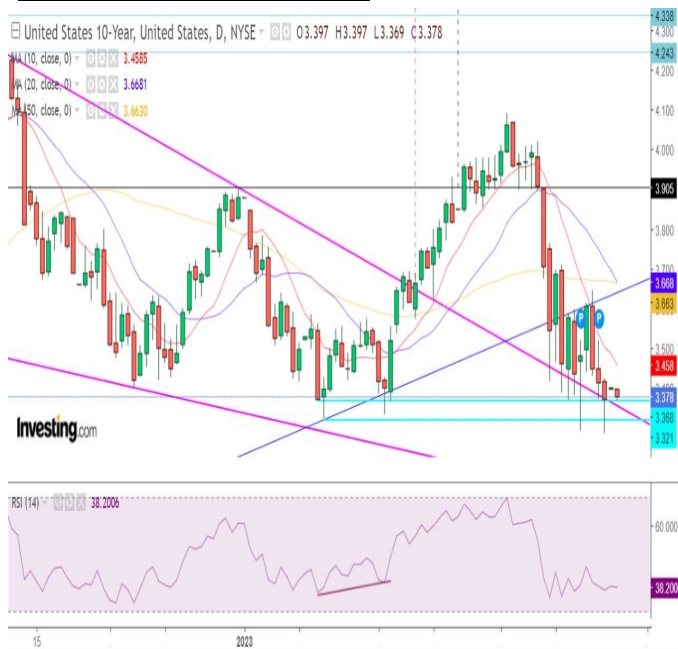 United States 10-Year, United States, D, NYSE O3.397 H3.397 L3.369 C3.378
MA (10, close, 0) 3.4585
MA (20, close, 0) 3.6681
MA (50, close, 0) 3.6630
4.338
4.300
4.243
4.200
4.100
4.000
3.905
3.800
3.700
3.668
3.663
3.500
3.458
3.378
3.368
3.321
P P
Investing.com
RSI (14) 38.2006
60.000
38.200
15 2023